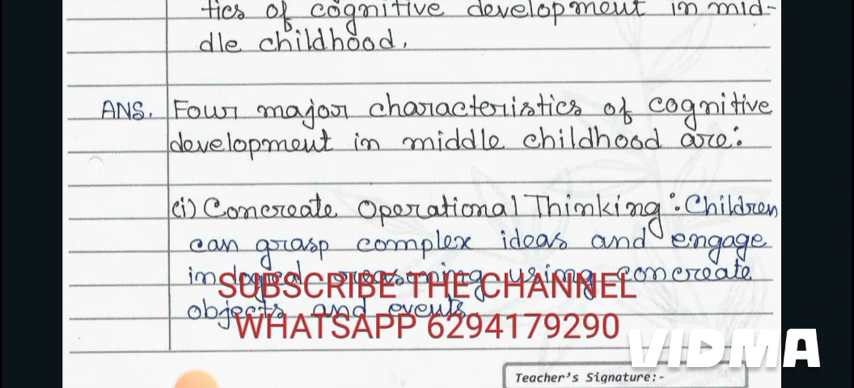 tics of cognitive development in mid-
dle childhood.
ANS. Four major characteristics of cognitive
development in middle childhood are:
(i) Concreate Operational Thinking: Children
can grasp complex ideas and engage
in logical reasoning using concreate
SUBSCRIBE THE CHANNEL
objects and events.
WHATSAPP 6294179290
VIDMA
Teacher's Signature:-